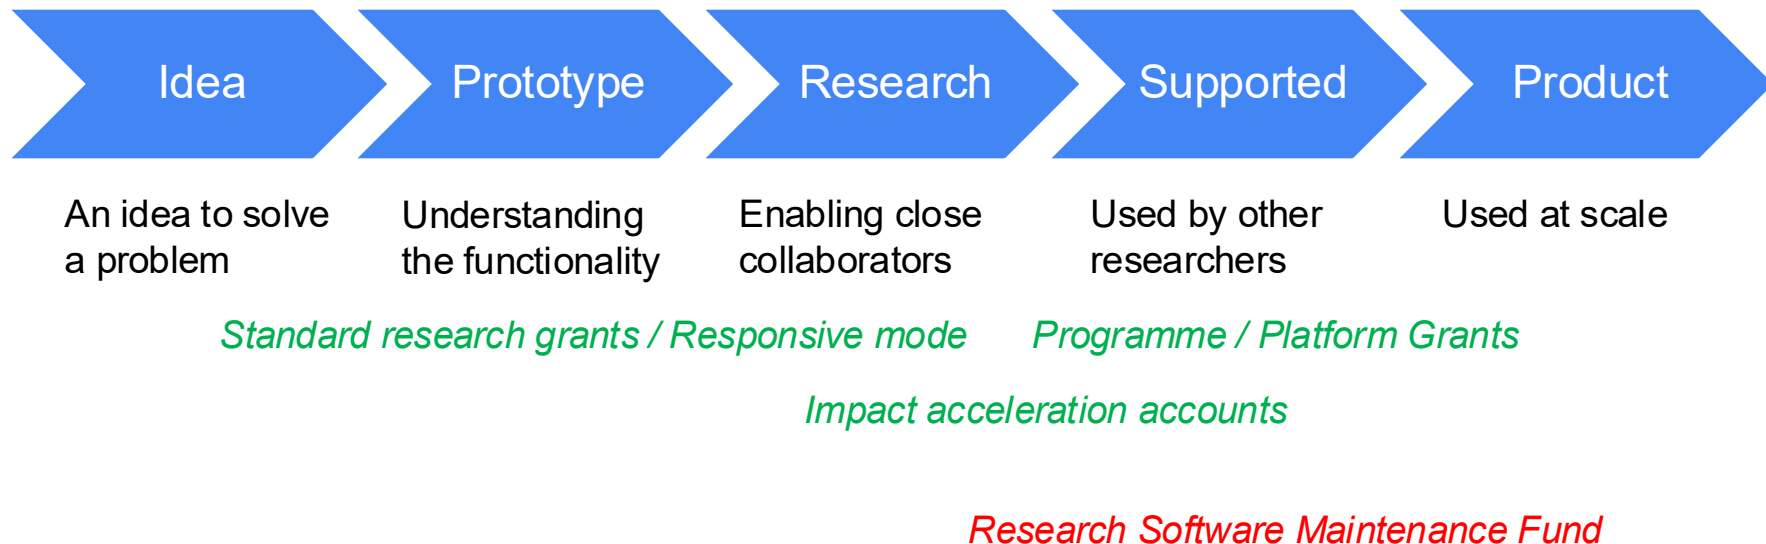 Idea
Prototype
Research
Supported
Product
An idea to solve
a problem
Understanding
the functionality
Enabling close
collaborators
Used by other
researchers
Used at scale
Standard research grants / Responsive mode
Programme / Platform Grants
Impact acceleration accounts
Research Software Maintenance Fund